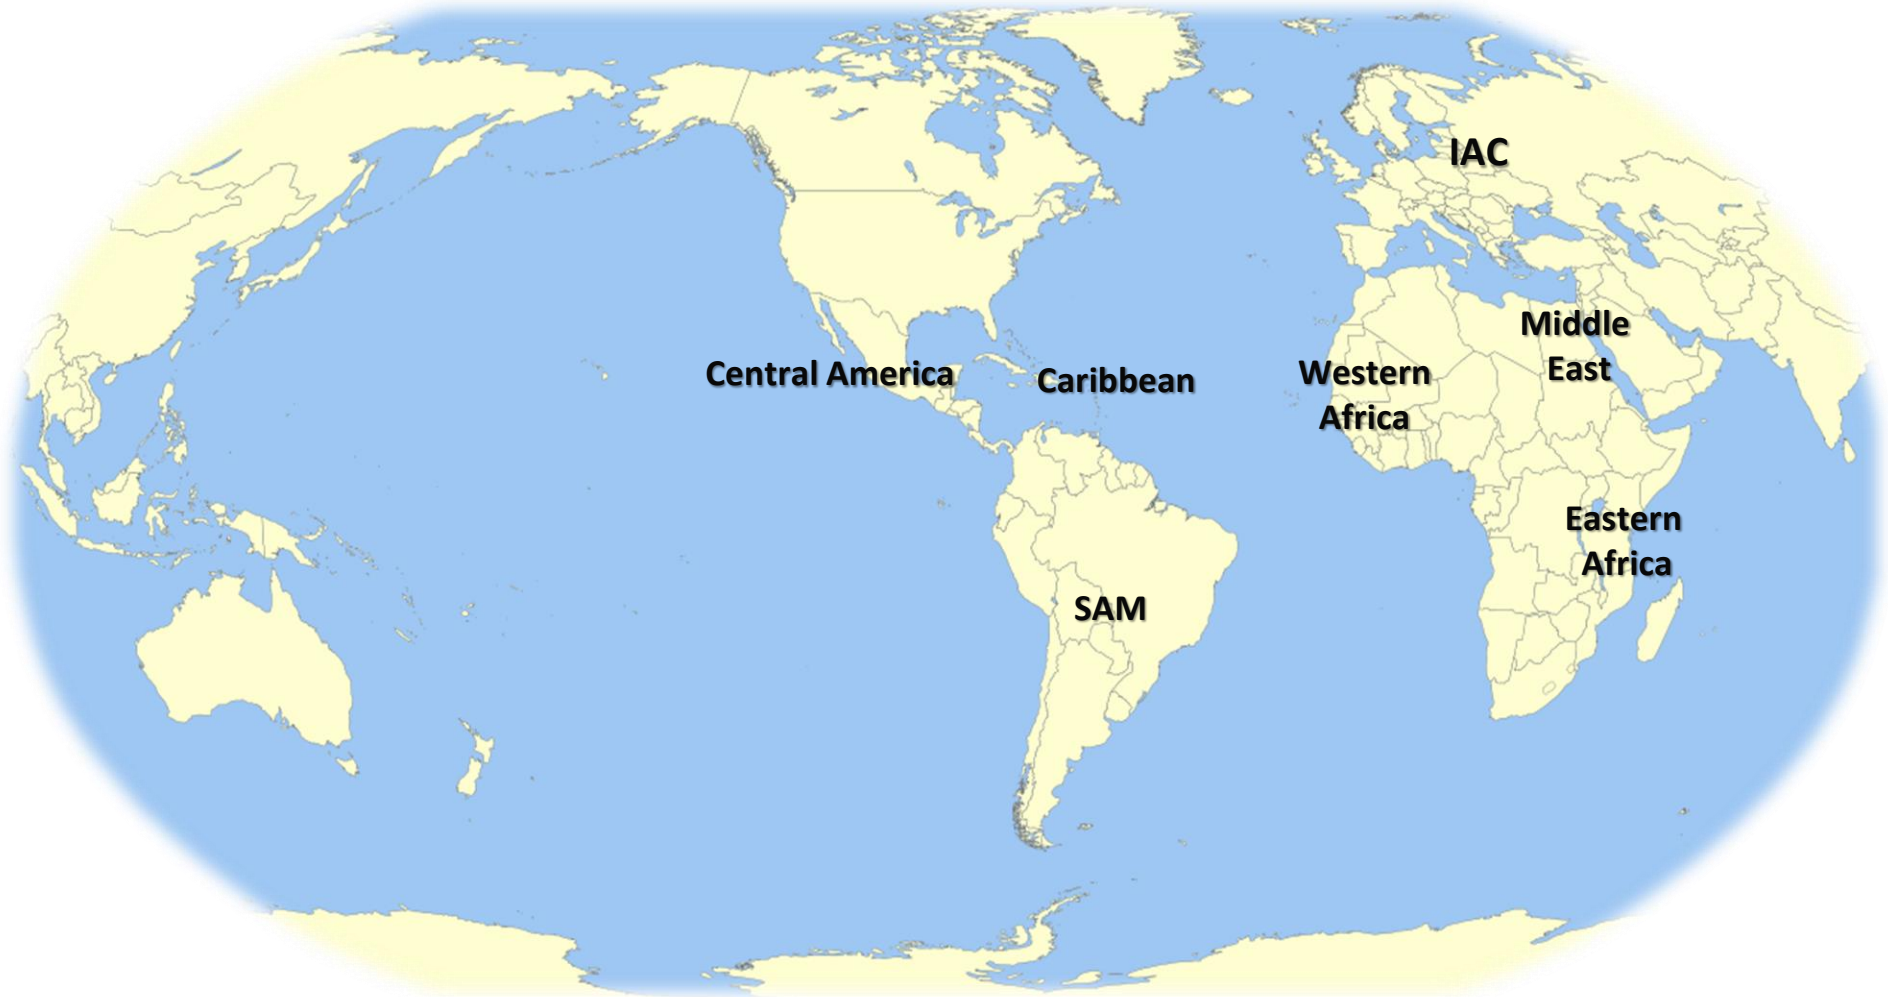 IAC
Middle
East
Central America
Caribbean
Western
Africa
Eastern
Africa
SAM